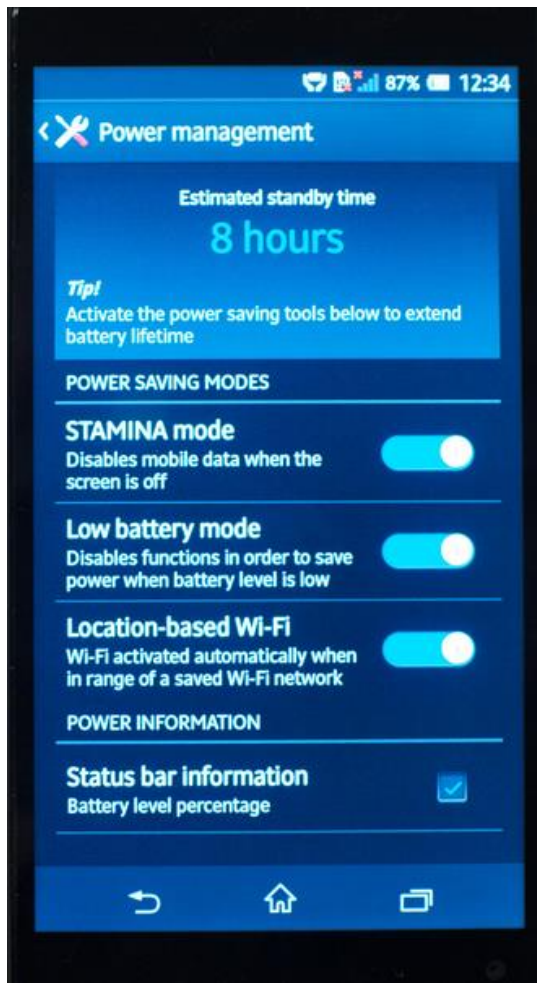 87% 12:34
Power management
Estimated standby time
8 hours
Tip!
Activate the power saving tools below to extend
battery lifetime
POWER SAVING MODES
STAMINA mode
Disables mobile data when the
screen is off
Low battery mode
Disables functions in order to save
power when battery level is low
Location-based Wi-Fi
Wi-Fi activated automatically when
in range of a saved Wi-Fi network
POWER INFORMATION
Status bar information
Battery level percentage